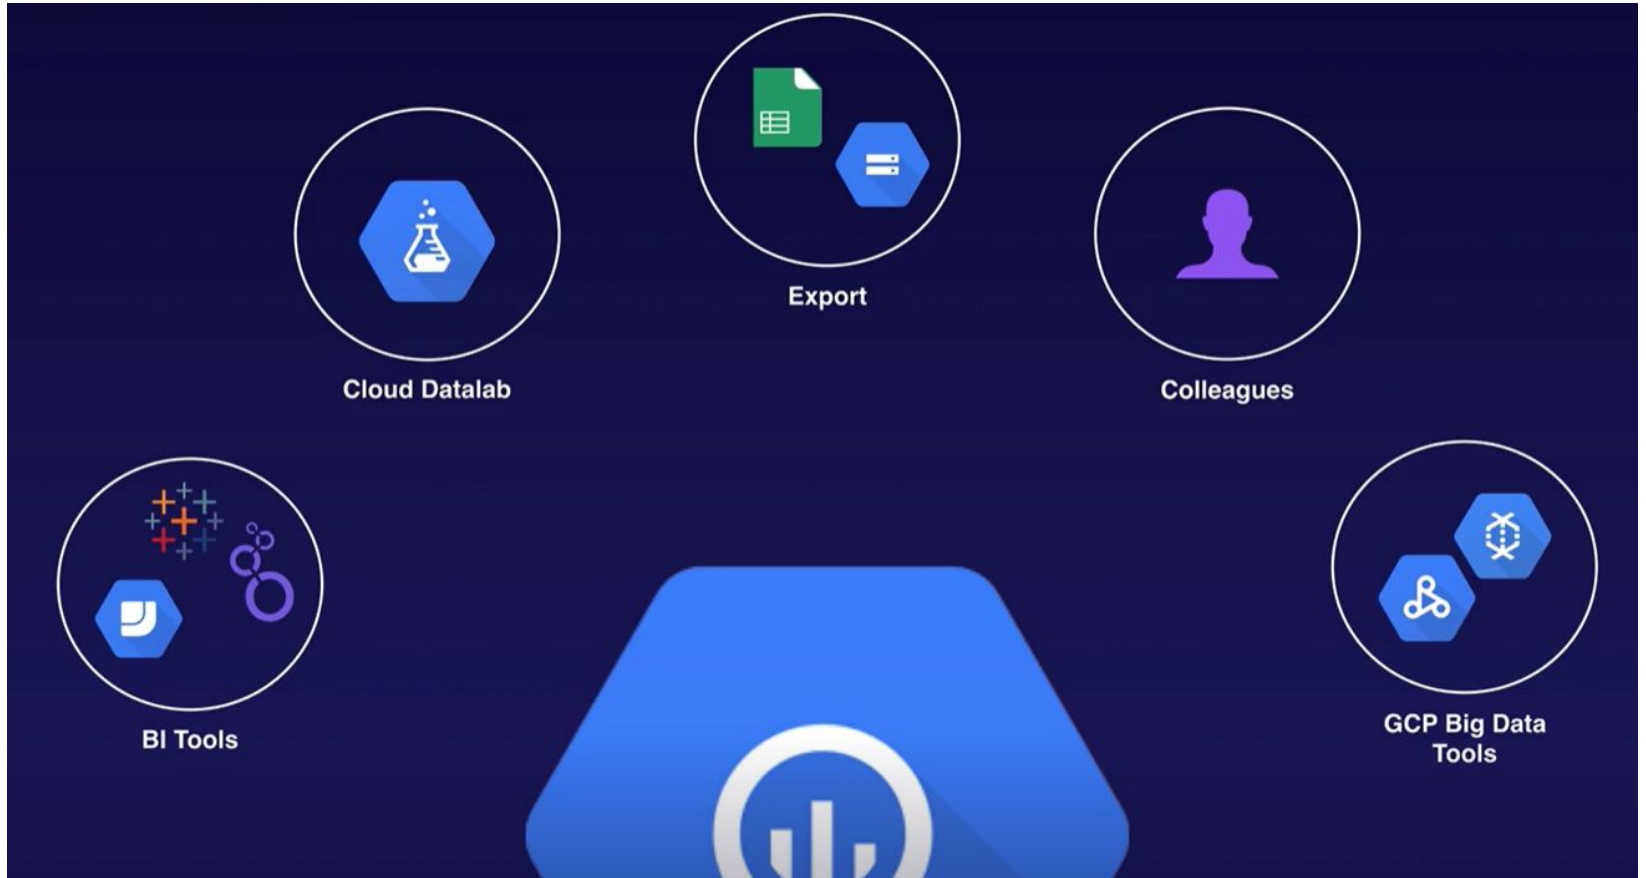 Export
Cloud Datalab
Colleagues
BI Tools
GCP Big Data
Tools